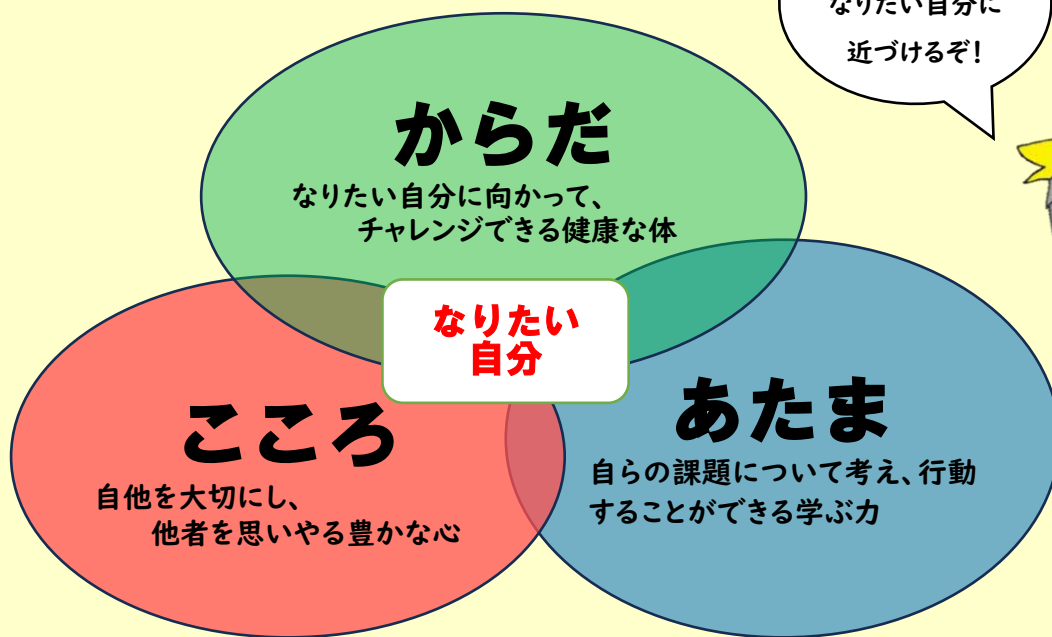 なりたい自分に
近づけるぞ！
からだ
なりたい自分に向かって、
チャレンジできる健康な体
なりたい
自分
こころ
自他を大切にし、
他者を思いやる豊かな心
あたま
自らの課題について考え、行動
することができる学ぶ力